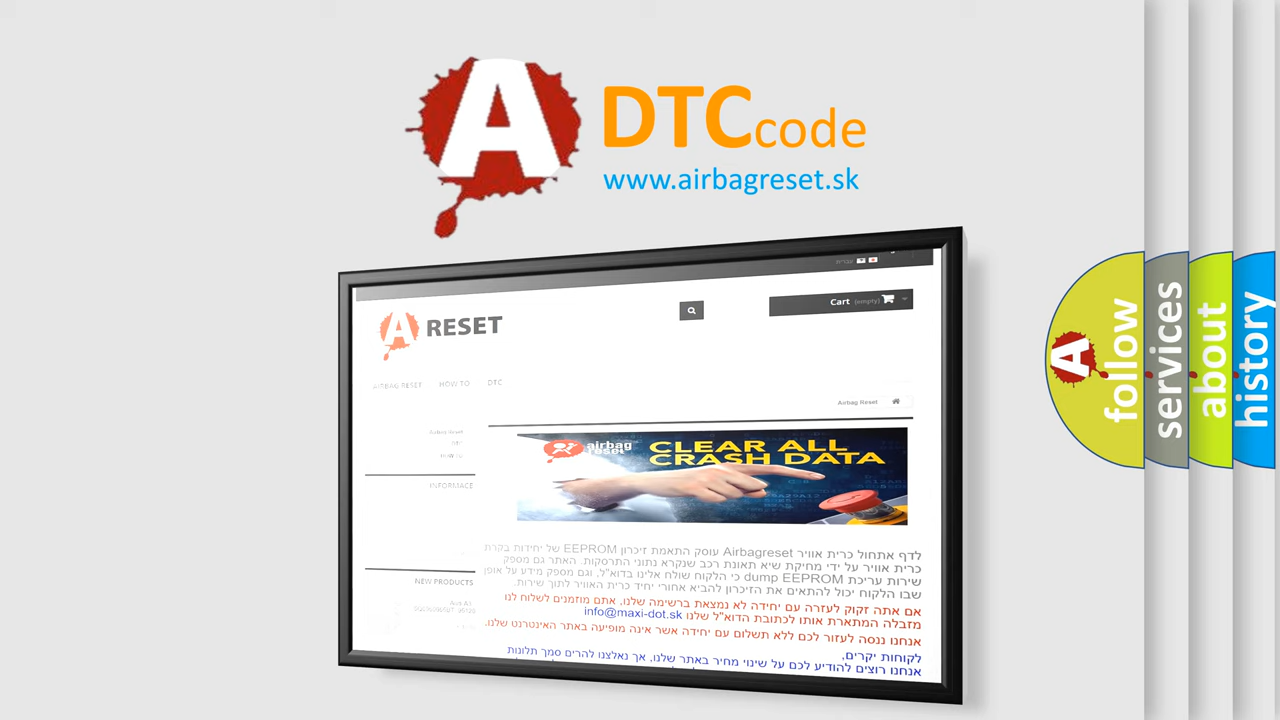 A
DTC code
www.airbagreset.sk
עברית
A RESET
Cart (empty)
AIRBAG RESET HOW TO DTC
Airbag Reset
Airbag Reset
HOW TO
INFORMACE
airbag
reset
CLEAR ALL
CRASH DATA
NEW PRODUCTS
לדף אתחול כרית אוויר Airbagreset עוסק התאמת זיכרון EEPROM של יחידות בקרת
כרית אוויר על ידי מחיקת שיא תאונת רכב שנקרא נתוני התרסקות. האתר גם מספק
שירות עריכת dump EEPROM כי הלקוח שולח אלינו בדוא"ל, וגם מספק מידע על אופן
שבו הלקוח יכול להתאים את הזיכרון להביא אחורי יחיד כרית האוויר לתוך שירות.
אם אתה זקוק לעזרה עם יחידה לא נמצאת ברשימה שלנו, אתם מוזמנים לשלוח לנו
מזבלה המתארת אותו לכתובת הדוא"ל שלנו info@maxi-dot.sk
אנחנו ננסה לעזור לכם ללא תשלום עם יחידה אשר אינה מופיעה באתר האינטרנט שלנו.
לקוחות יקרים,
אנחנו רוצים להודיע לכם על שינוי מחיר באתר שלנו, אך נאלצנו להרים סמך תלונות
A
follow
services
about
history